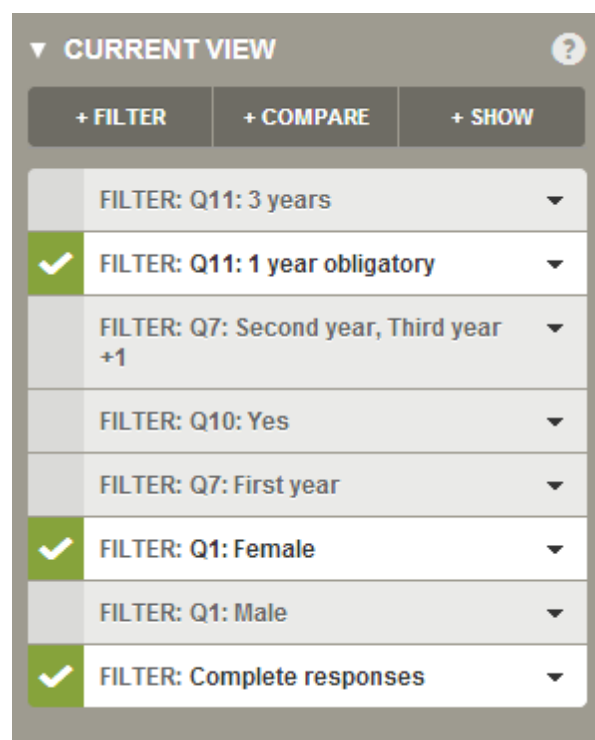 ▼ CURRENT VIEW ?
+ FILTER + COMPARE + SHOW
FILTER: Q11: 3 years
FILTER: Q11: 1 year obligatory
FILTER: Q7: Second year, Third year
+1
FILTER: Q10: Yes
FILTER: Q7: First year
FILTER: Q1: Female
FILTER: Q1: Male
FILTER: Complete responses